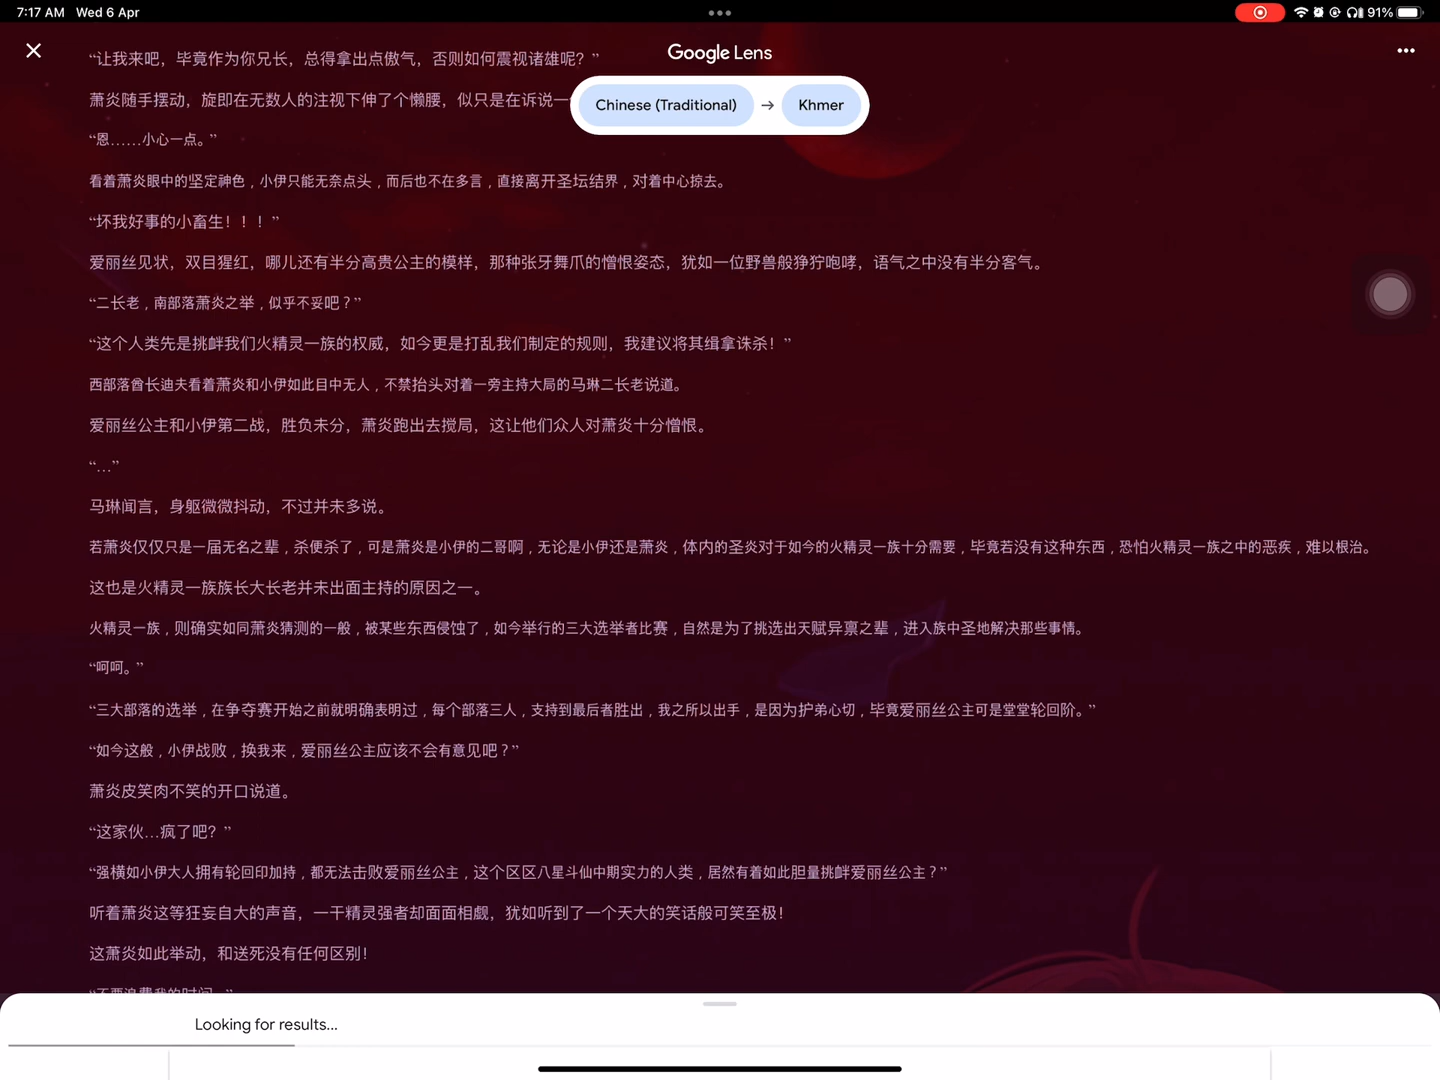 7:17 AM Wed 6 Apr
91%
Google Lens
“让我来吧，毕竟作为你兄长，总得拿出点傲气，否则如何震视诸雄呢？”
Chinese (Traditional) → Khmer
萧炎随手摆动，旋即在无数人的注视下伸了个懒腰，似只是在诉说一
“恩……小心一点。”
看着萧炎眼中的坚定神色，小伊只能无奈点头，而后也不在多言，直接离开圣坛结界，对着中心掠去。
“坏我好事的小畜生！！！”
爱丽丝见状，双目猩红，哪儿还有半分高贵公主的模样，那种张牙舞爪的憎恨姿态，犹如一位野兽般狰狞咆哮，语气之中没有半分客气。
“二长老，南部落萧炎之举，似乎不妥吧？”
“这个人类先是挑衅我们火精灵一族的权威，如今更是打乱我们制定的规则，我建议将其缉拿诛杀！”
西部落酋长迪夫看着萧炎和小伊如此目中无人，不禁抬头对着一旁主持大局的马琳二长老说道。
爱丽丝公主和小伊第二战，胜负未分，萧炎跑出去搅局，这让他们众人对萧炎十分憎恨。
“…”
马琳闻言，身躯微微抖动，不过并未多说。
若萧炎仅仅只是一届无名之辈，杀便杀了，可是萧炎是小伊的二哥啊，无论是小伊还是萧炎，体内的圣炎对于如今的火精灵一族十分需要，毕竟若没有这种东西，恐怕火精灵一族之中的恶疾，难以根治。
这也是火精灵一族族长大长老并未出面主持的原因之一。
火精灵一族，则确实如同萧炎猜测的一般，被某些东西侵蚀了，如今举行的三大选举者比赛，自然是为了挑选出天赋异禀之辈，进入族中圣地解决那些事情。
“呵呵。”
“三大部落的选举，在争夺赛开始之前就明确表明过，每个部落三人，支持到最后者胜出，我之所以出手，是因为护弟心切，毕竟爱丽丝公主可是堂堂轮回阶。”
“如今这般，小伊战败，换我来，爱丽丝公主应该不会有意见吧？”
萧炎皮笑肉不笑的开口说道。
“这家伙…疯了吧？”
“强横如小伊大人拥有轮回印加持，都无法击败爱丽丝公主，这个区区八星斗仙中期实力的人类，居然有着如此胆量挑衅爱丽丝公主？”
听着萧炎这等狂妄自大的声音，一干精灵强者却面面相觑，犹如听到了一个天大的笑话般可笑至极！
这萧炎如此举动，和送死没有任何区别！
“不要浪费我的时间。”
Looking for results...